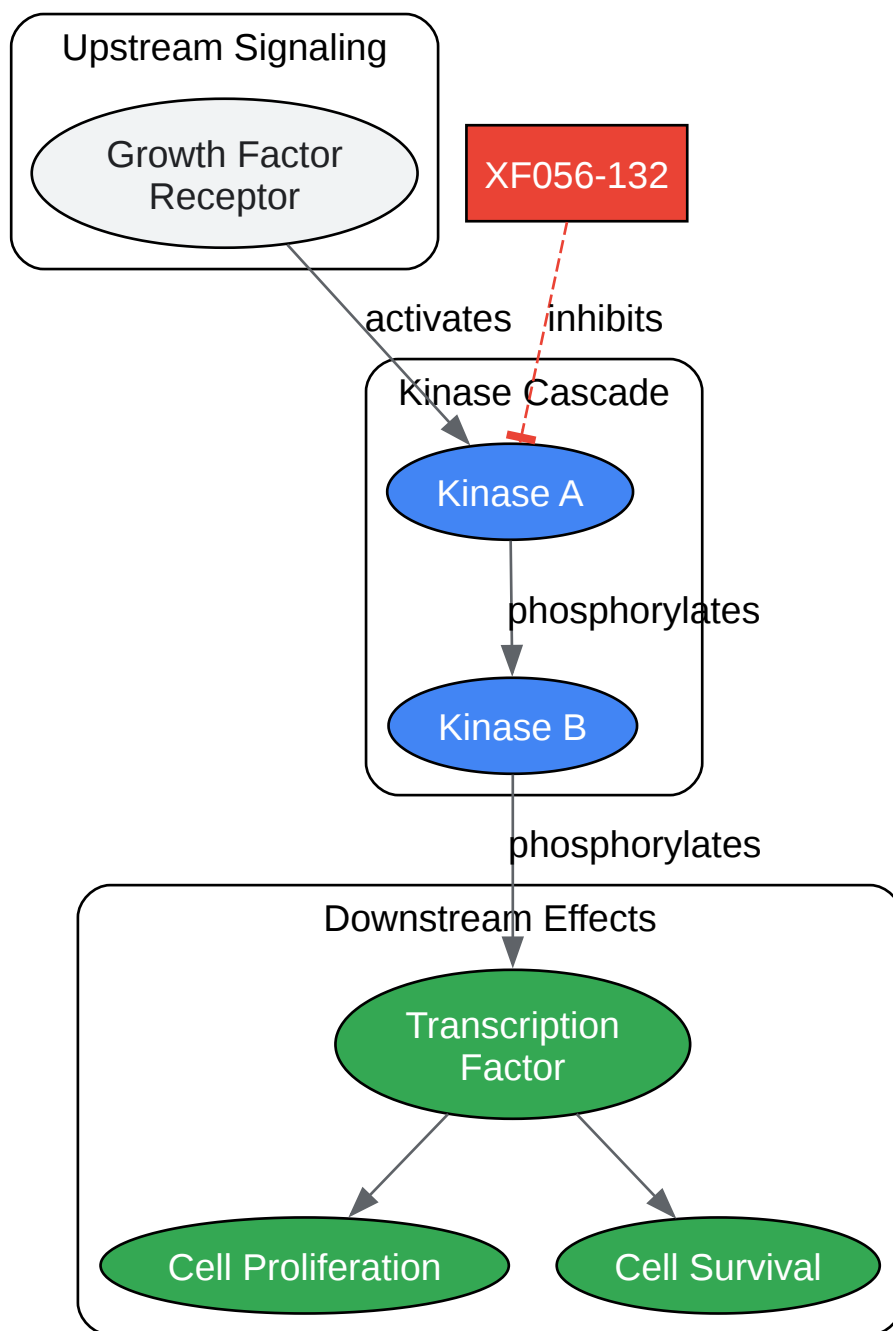 Upstream Signaling
Growth Factor
Receptor
XF056-132
activates
inhibits
Kinase Cascade
Kinase A
phosphorylates
Kinase B
phosphorylates
Downstream Effects
Transcription
Factor
Cell Proliferation
Cell Survival